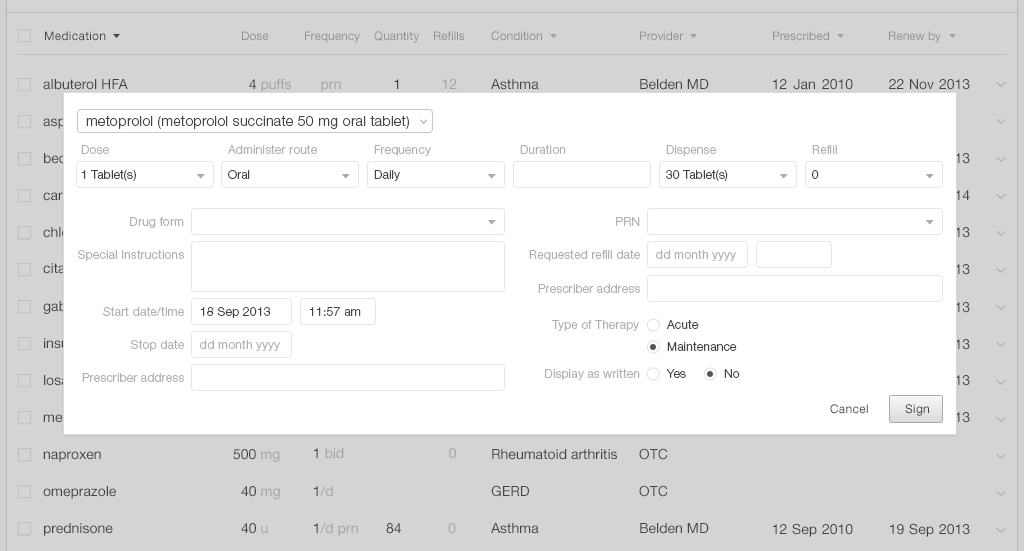 Medication Dose Frequency Quantity Refills Condition Provider Prescribed Renew by
albuterol HFA 4 puffs prn 1 12 Asthma Belden MD 12 Jan 2010 22 Nov 2013
asp
metoprolol (metoprolol succinate 50 mg oral tablet)
Dose Administer route Frequency Duration Dispense Refill
bec 13
1 Tablet(s) Oral Daily 30 Tablet(s) 0
car 14
Drug form PRN
chl 13
Special Instructions Requested refill date dd month yyyy
cita 13
Prescriber address
gab 13
Start date/time 18 Sep 2013 11:57 am
Type of Therapy Acute
insu 13
Stop date dd month yyyy Maintenance
Prescriber address Display as written Yes No
losa 13
Cancel Sign
me 13
naproxen 500 mg 1 bid 0 Rheumatoid arthritis OTC
omeprazole 40 mg 1/d GERD OTC
prednisone 40 u 1/d prn 84 0 Asthma Belden MD 12 Sep 2010 19 Sep 2013